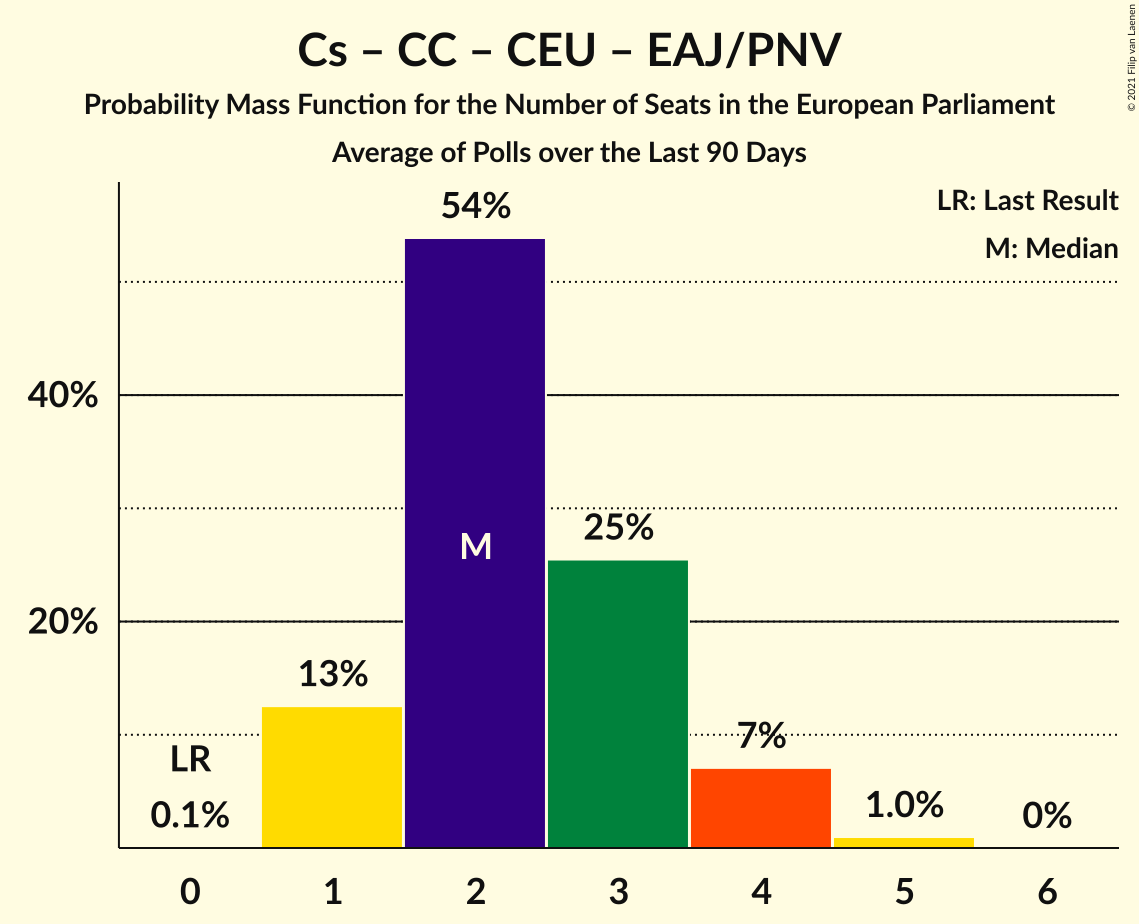 Cs – CC – CEU – EAJ/PNV
Probability Mass Function for the Number of Seats in the European Parliament
Average of Polls over the Last 90 Days
© 2021 Filip van Laenen
LR: Last Result
M: Median
54%
40%
M
25%
20%
13%
7%
LR
0.1%
1.0%
0%
0 1 2 3 4 5 6